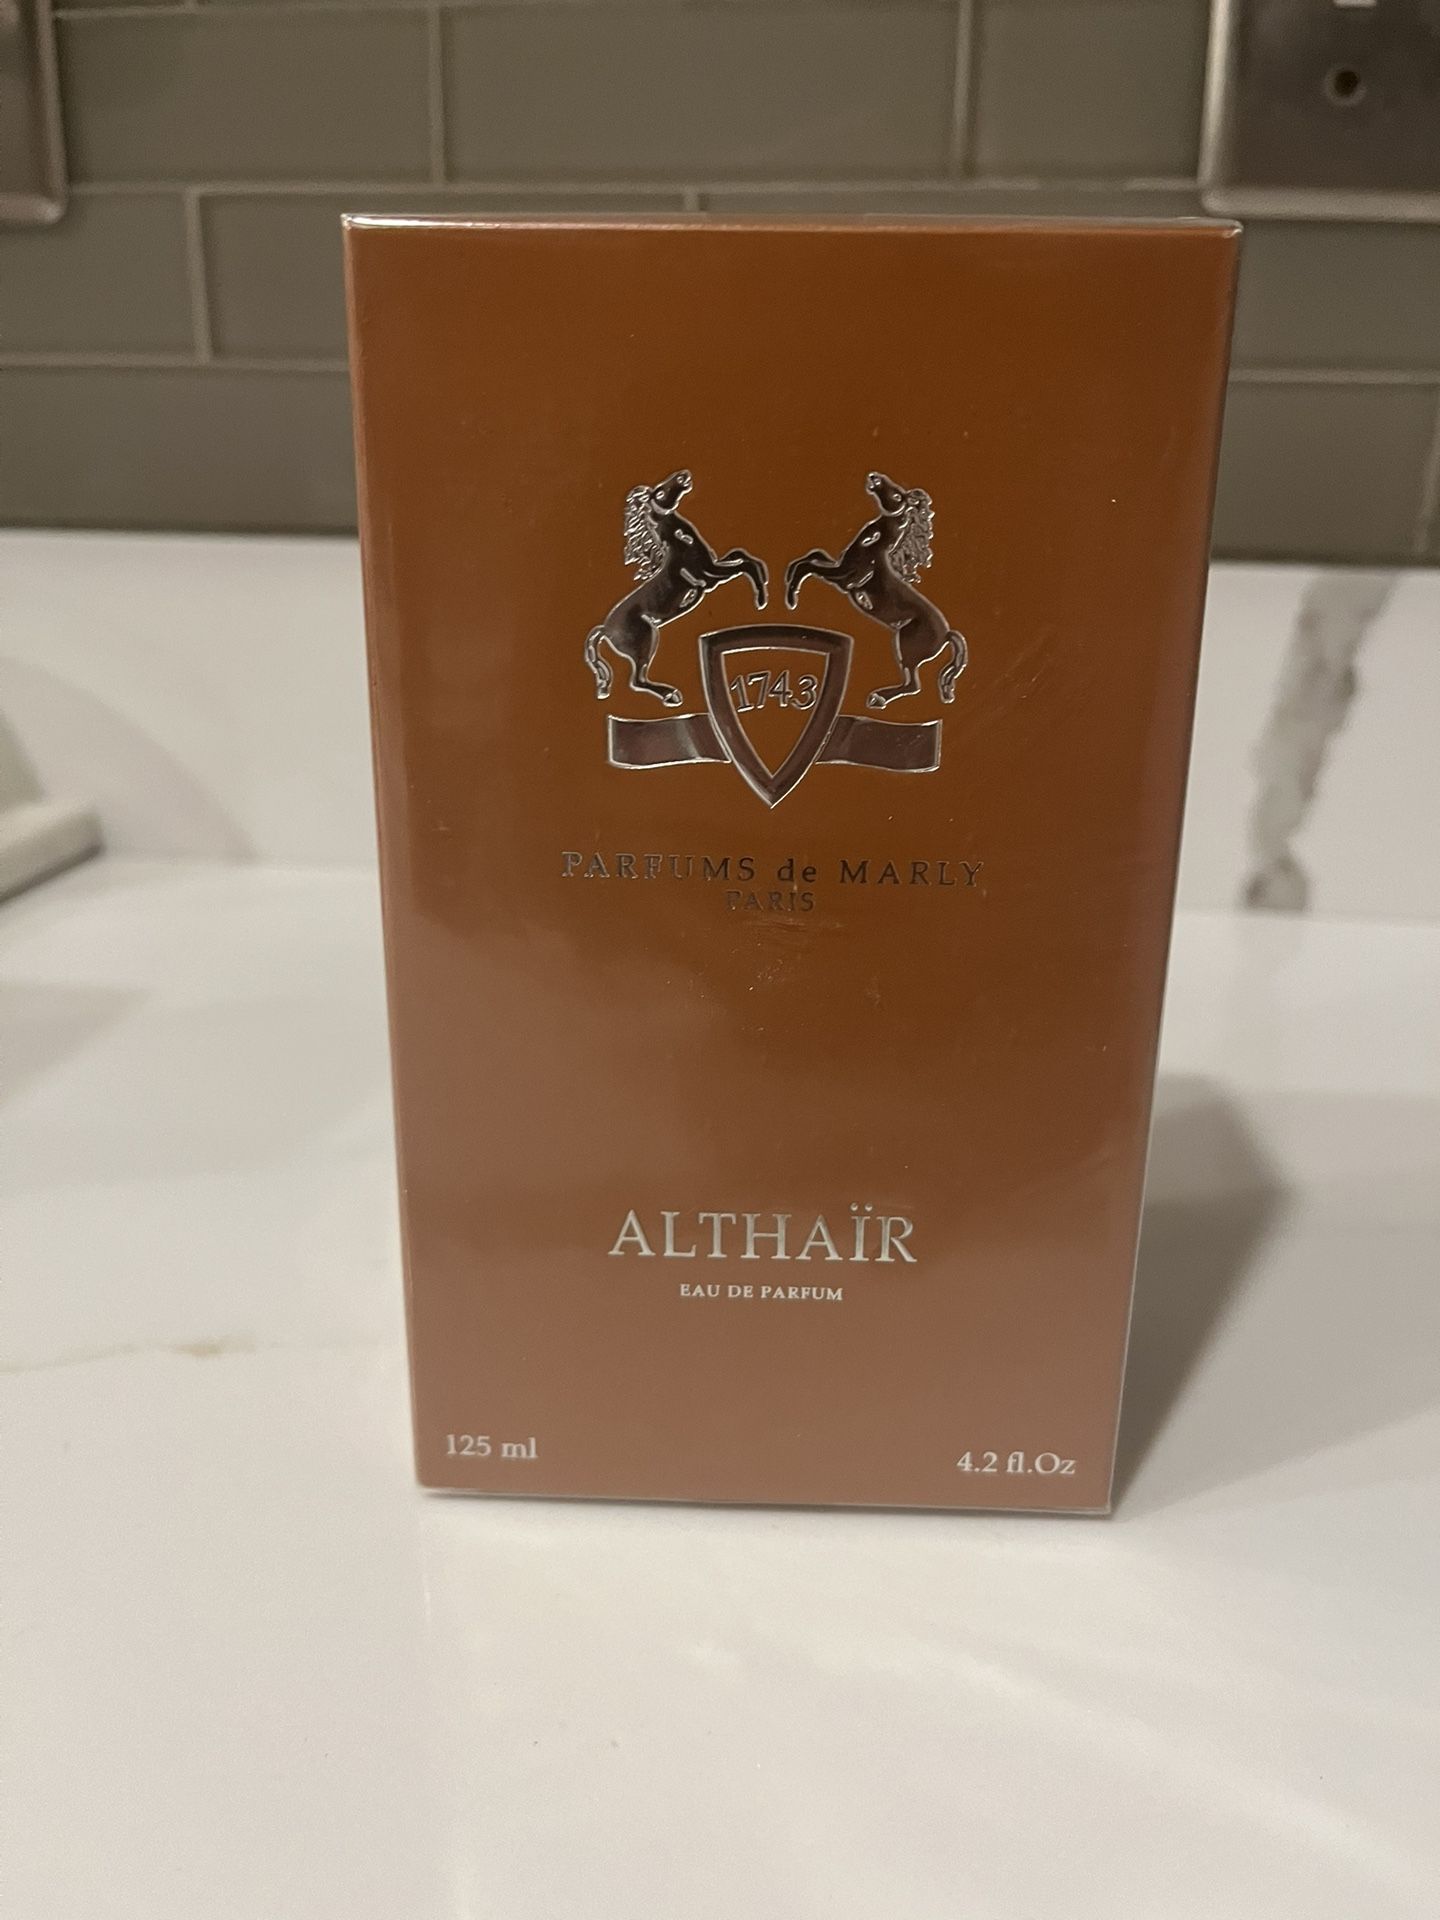 1743
PARFUMS de MARLY
PARIS
ALTHAÏR
EAU DE PARFUM
125 ml
4.2 fl.Oz